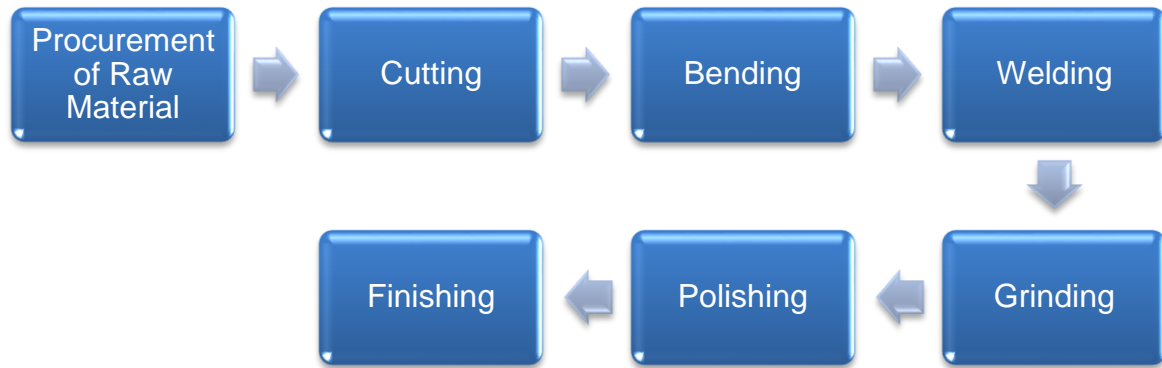 Procurement
of Raw
Material
Cutting
Bending
Welding
Grinding
Polishing
Finishing